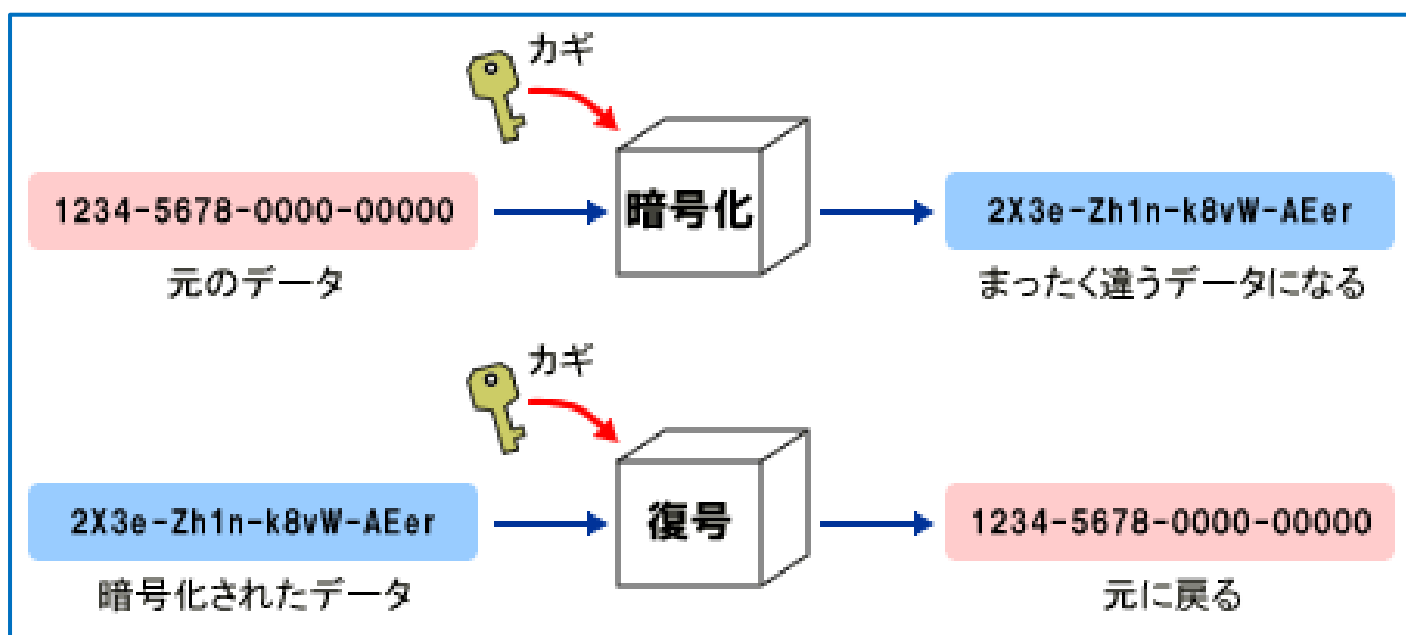 カギ
1234-5678-0000-00000
暗号化
2X3e-Zh1n-k8vW-AEer
元のデータ
まったく違うデータになる
カギ
2X3e-Zh1n-k8vW-AEer
復号
1234-5678-0000-00000
暗号化されたデータ
元に戻る